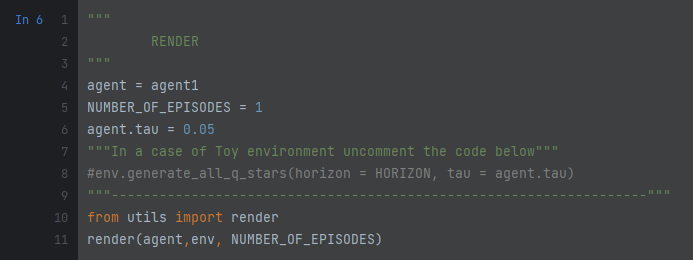 In 6
1 """
2 RENDER
3 """
4 agent = agent1
5 NUMBER_OF_EPISODES = 1
6 agent.tau = 0.05
7 """In a case of Toy environment uncomment the code below"""
8 #env.generate_all_q_stars(horizon = HORIZON, tau = agent.tau)
9 """------------------------------------------------------------------"""
10 from utils import render
11 render(agent,env, NUMBER_OF_EPISODES)